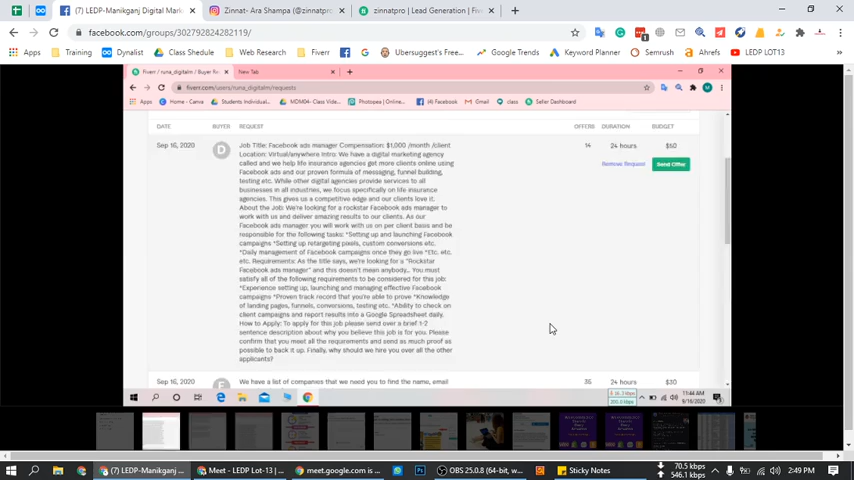 LEDP-Manikganj Digital Mark
Zinnat- Ara Shampa (@zinnatpro
zinnatpro | Lead Generation | Five
facebook.com/groups/302792824282119/
Apps
Training
Dynalist
Class Shedule
Web Research
Fiverr
Ubersuggest's Free...
Google Trends
Semrush
Ahrefs
LEDP LOT13
Fiverr / runa_digitalm / Buyer
New Tab
fiverr.com/users/runa_digitalm/requests
Apps
Home - Canva
Students Individual...
MDM04- Class Video...
Photopea | Online...
(4) Facebook
Gmail
class
Seller Dashboard
DATE
BUYER
REQUEST
OFFERS
DURATION
BUDGET
Sep 16, 2020
D
Job Title: Facebook ads manager Compensation: $1,000 /month /client
Location: Virtual/anywhere Intro: We have a digital marketing agency
called and we help life insurance agencies get more clients online using
Facebook ads and our proven formula of messaging, funnel building,
testing etc. While other digital agencies provide services to all
businesses in all industries, we focus specifically on life insurance
agencies. This gives us a competitive edge and our clients love it.
About the Job: We're looking for a rockstar Facebook ads manager to
work with us and deliver amazing results to our clients. As our
Facebook ads manager you will work with us on per client basis and be
responsible for the following tasks: *Setting up and launching Facebook
campaigns *Setting up retargeting pixels, custom conversions etc.
*Daily management of Facebook campaigns once they go live *Etc. etc.
etc. Requirements: As the title says, we're looking for a "Rockstar
Facebook ads manager" and this doesn't mean anybody... You must
satisfy all of the following requirements to be considered for this job:
*Experience setting up, launching and managing effective Facebook
campaigns *Proven track record that you're able to prove *Knowledge
of landing pages, funnels, conversions, testing etc. *Ability to check on
client campaigns and report results into a Google Spreadsheet daily.
How to Apply: To apply for this job please send over a brief 1-2
sentence description about why you believe this job is for you. Please
confirm that you meet all the requirements and send as much proof as
possible to back it up. Finally, why should we hire you over all the other
applicants?
14
24 hours
Remove Request
Send Offer
Sep 16, 2020
We have a list of companies that we need you to find the name, email
36
24 hours
$30
11:44 AM
9/16/2020
(7) LEDP-Manikganj ...
Meet - LEDP Lot-13 | ...
meet.google.com is ...
OBS 25.0.8 (64-bit, w...
Sticky Notes
70.5 kbps
546.1 kbps
2:49 PM